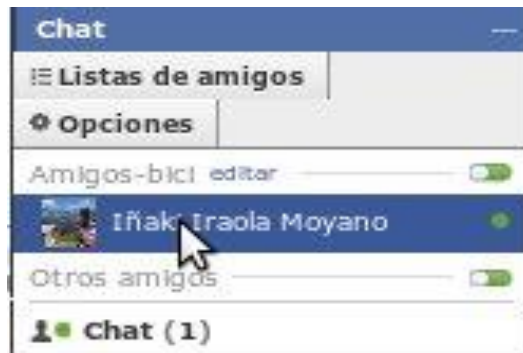 Chat
Listas de amigos
Opciones
Amigos-bici editar
Iñaki Iraola Moyano
Otros amigos
Chat (1)